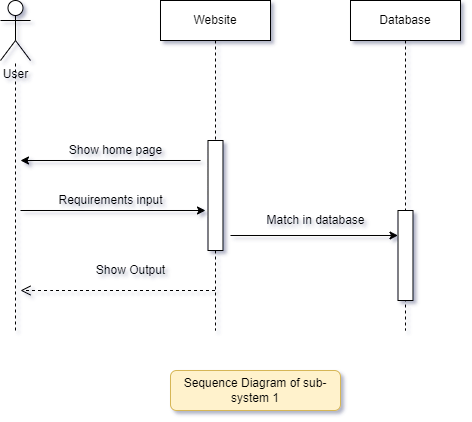 Website
Database
User
Show home page
Requirements input
Match in database
Show Output
Sequence Diagram of sub-
system 1